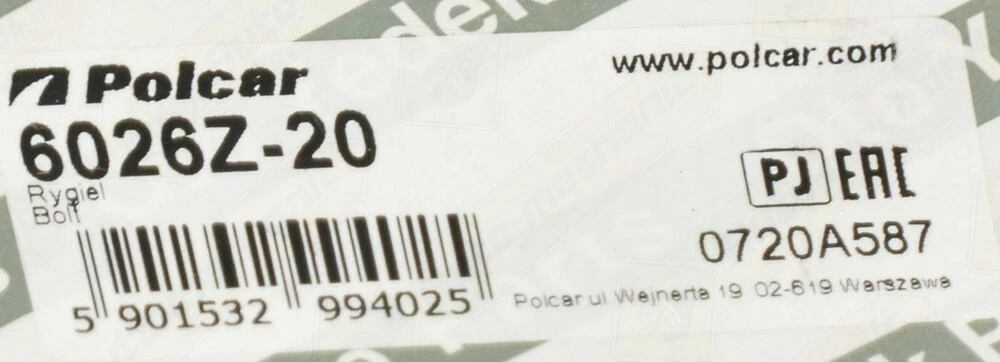 Polcar
www.polcar.com
6026Z-20
Rygiel
Bolt
PJ EAC
0720A587
5 901532 994025
Polcar ul Wejnerta 19 02-619 Warszawa